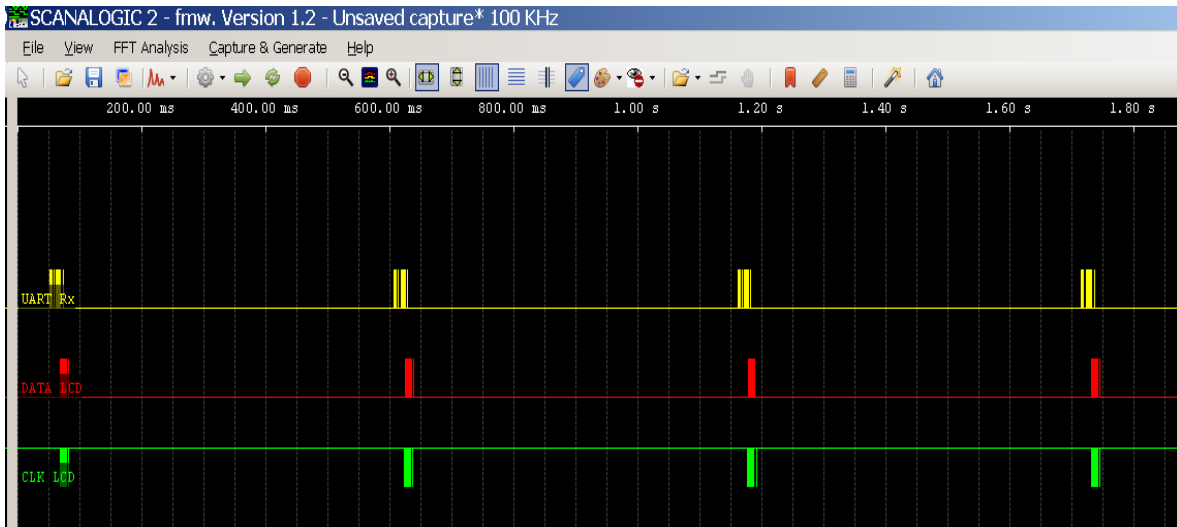 SCANALOGIC 2 - fmw. Version 1.2 - Unsaved capture* 100 KHz
File View FFT Analysis Capture & Generate Help
200.00 ms 400.00 ms 600.00 ms 800.00 ms 1.00 s 1.20 s 1.40 s 1.60 s 1.80 s
UART Rx
DATA LCD
CLK LCD